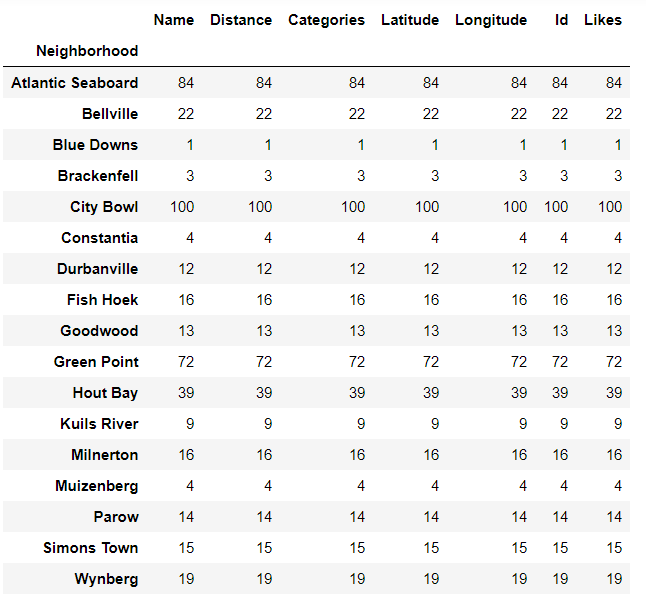 Name Distance Categories Latitude Longitude Id Likes
Neighborhood
Atlantic Seaboard 84 84 84 84 84 84 84
Bellville 22 22 22 22 22 22 22
Blue Downs 1 1 1 1 1 1 1
Brackenfell 3 3 3 3 3 3 3
City Bowl 100 100 100 100 100 100 100
Constantia 4 4 4 4 4 4 4
Durbanville 12 12 12 12 12 12 12
Fish Hoek 16 16 16 16 16 16 16
Goodwood 13 13 13 13 13 13 13
Green Point 72 72 72 72 72 72 72
Hout Bay 39 39 39 39 39 39 39
Kuils River 9 9 9 9 9 9 9
Milnerton 16 16 16 16 16 16 16
Muizenberg 4 4 4 4 4 4 4
Parow 14 14 14 14 14 14 14
Simons Town 15 15 15 15 15 15 15
Wynberg 19 19 19 19 19 19 19